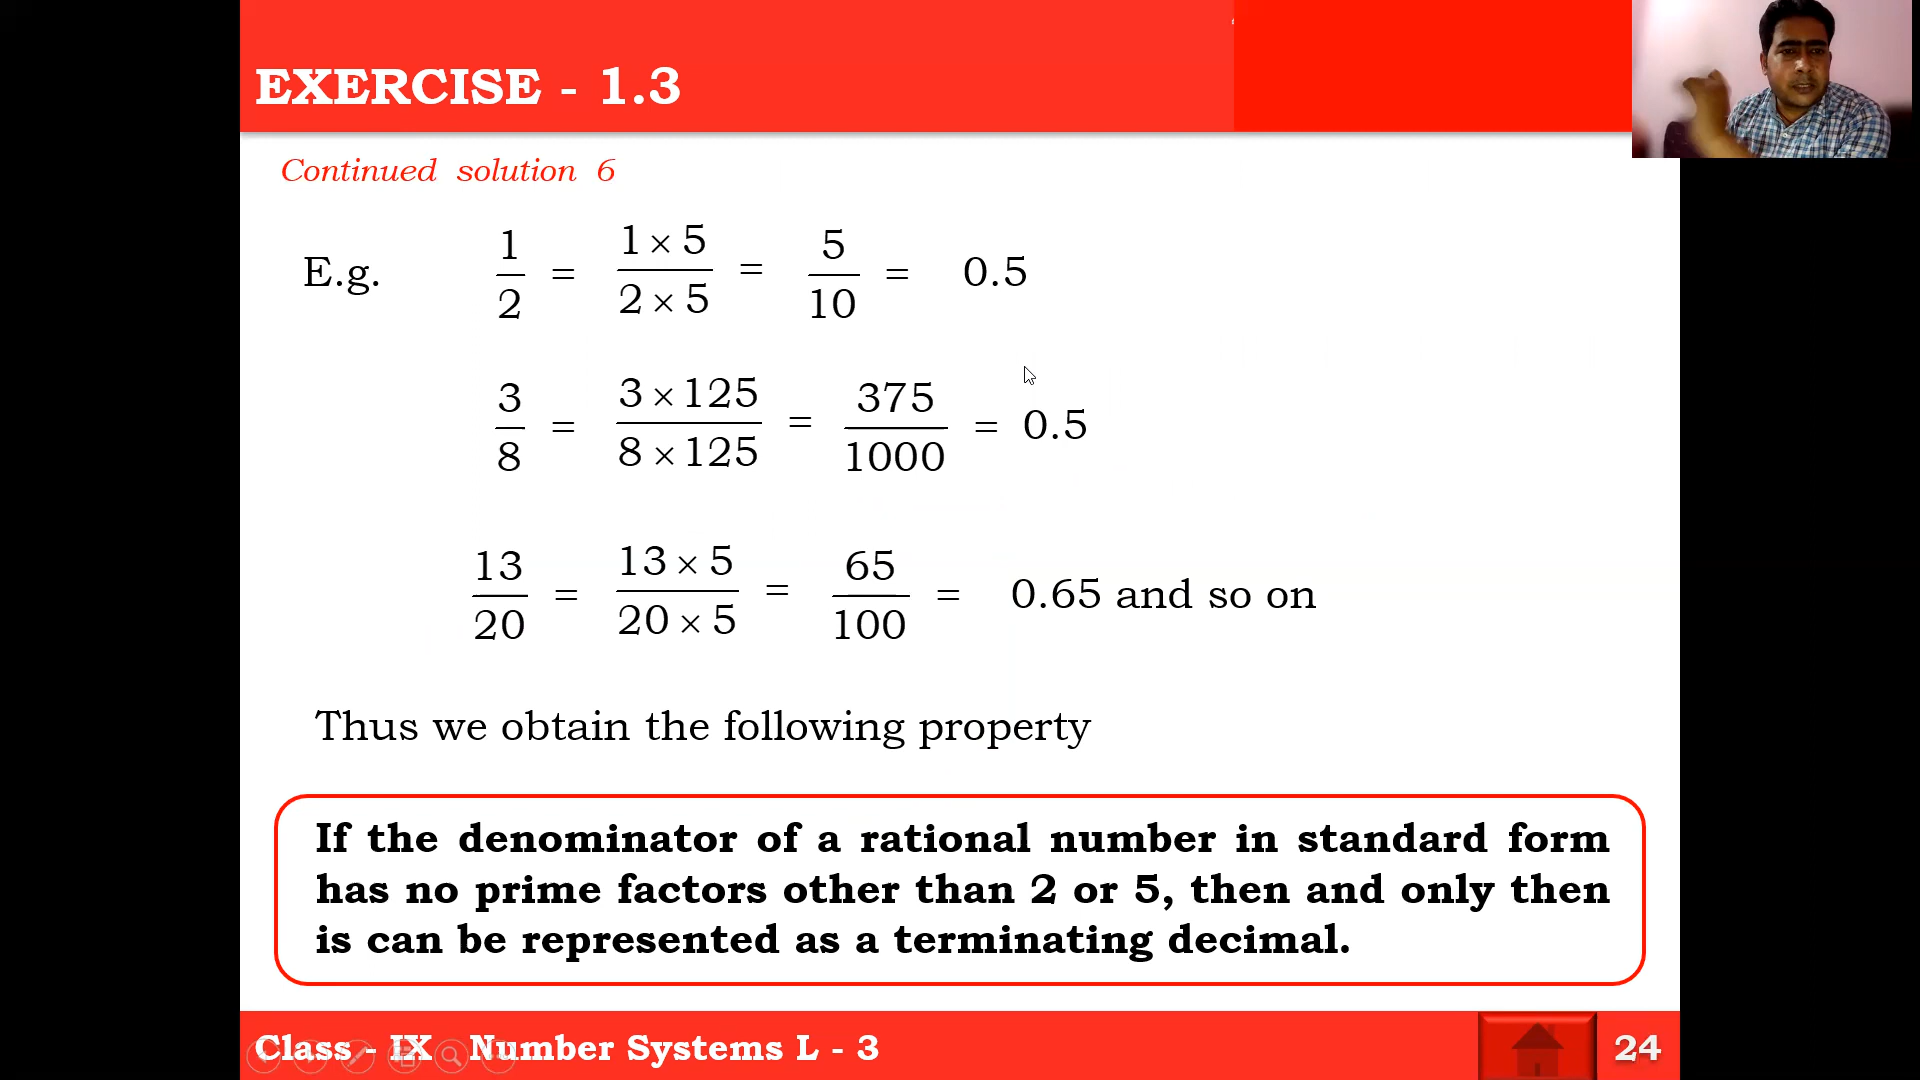 EXERCISE - 1.3
Continued solution 6
E.g. 1/2 = 1 × 5/2 × 5 = 5/10 = 0.5
3/8 = 3 × 125/8 × 125 = 375/1000 = 0.5
13/20 = 13 × 5/20 × 5 = 65/100 = 0.65 and so on
Thus we obtain the following property
If the denominator of a rational number in standard form
has no prime factors other than 2 or 5, then and only then
is can be represented as a terminating decimal.
Class - IX Number Systems L - 3 24